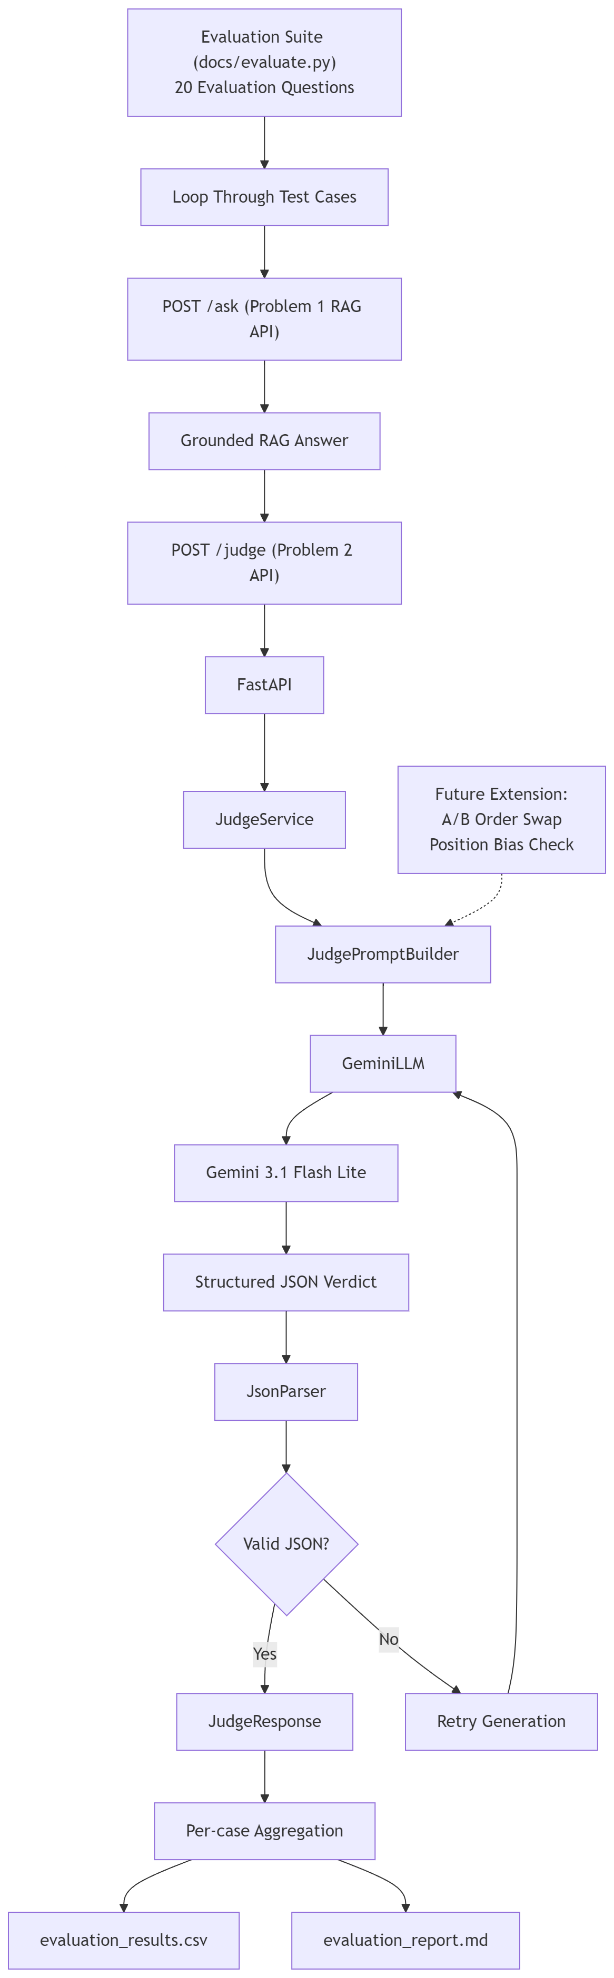 Evaluation Suite
(docs/evaluate.py)
20 Evaluation Questions
Loop Through Test Cases
POST /ask (Problem 1 RAG
API)
Grounded RAG Answer
POST /judge (Problem 2
API)
FastAPI
JudgeService
Future Extension:
A/B Order Swap
Position Bias Check
JudgePromptBuilder
GeminiLLM
Gemini 3.1 Flash Lite
Structured JSON Verdict
JsonParser
Valid JSON?
Yes
No
JudgeResponse
Retry Generation
Per-case Aggregation
evaluation_results.csv
evaluation_report.md